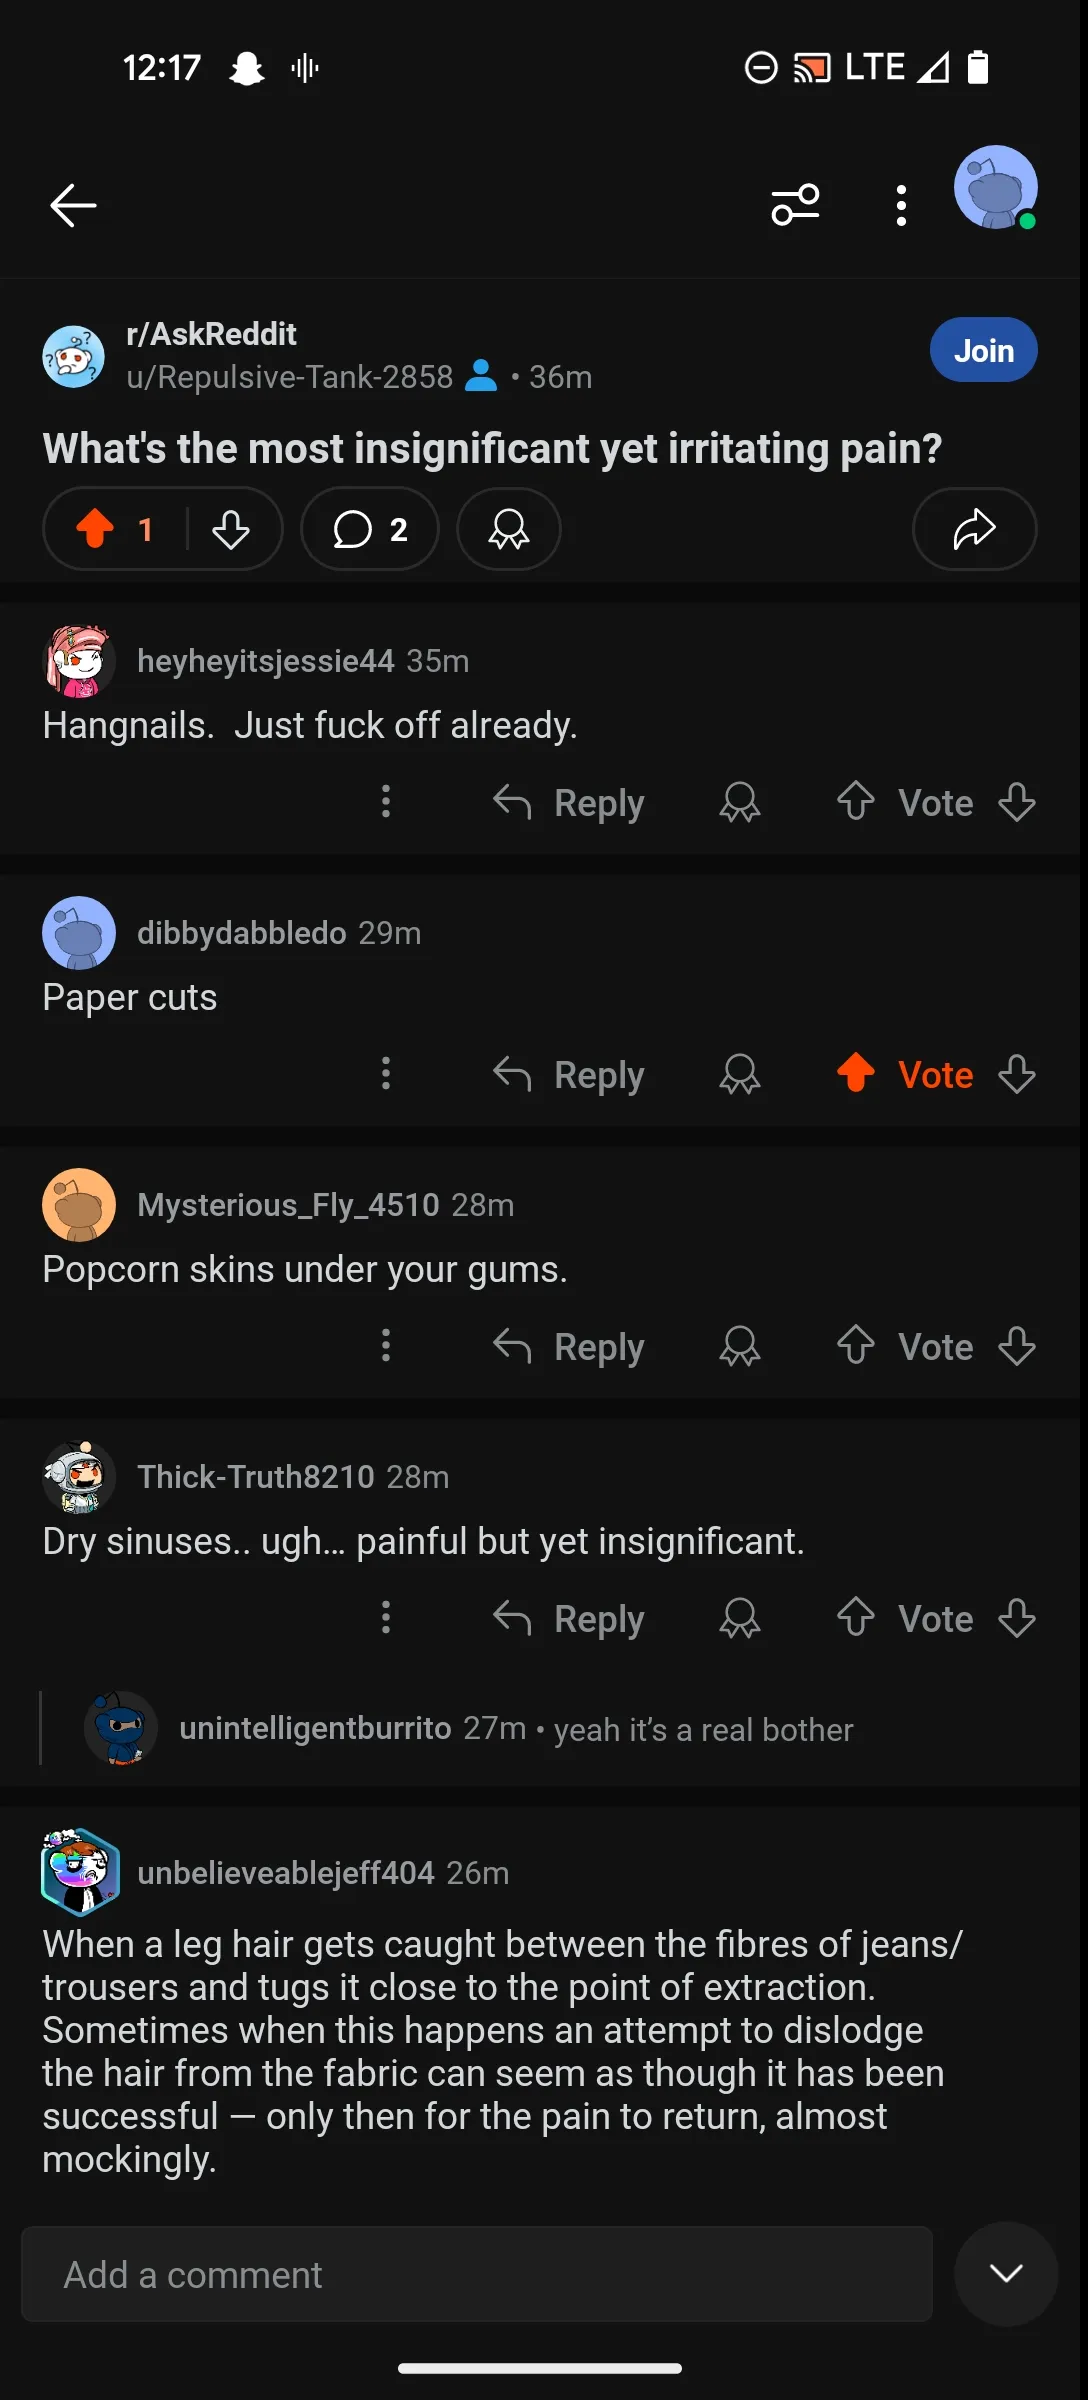 12:17
LTE
r/AskReddit
u/Repulsive-Tank-2858 • 36m
Join
What's the most insignificant yet irritating pain?
1
2
heyheyitsjessie44 35m
Hangnails.  Just fuck off already.
Reply
Vote
dibbydabbledo 29m
Paper cuts
Reply
Vote
Mysterious_Fly_4510 28m
Popcorn skins under your gums.
Reply
Vote
Thick-Truth8210 28m
Dry sinuses.. ugh... painful but yet insignificant.
Reply
Vote
unintelligentburrito 27m • yeah it’s a real bother
unbelieveablejeff404 26m
When a leg hair gets caught between the fibres of jeans/
trousers and tugs it close to the point of extraction.
Sometimes when this happens an attempt to dislodge
the hair from the fabric can seem as though it has been
successful — only then for the pain to return, almost
mockingly.
Add a comment